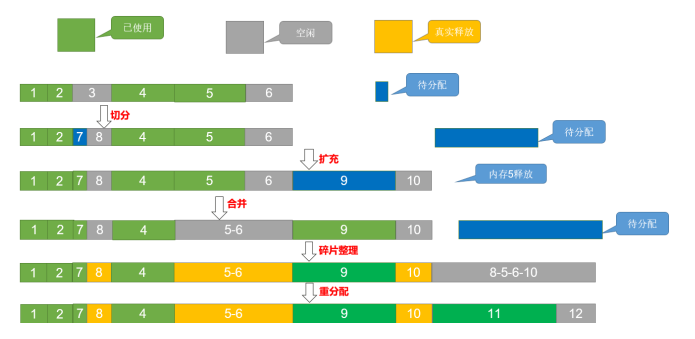 已使用
空闲
真实释放
1 2 3 4 5 6
待分配
切分
1 2 7 8 4 5 6
待分配
扩充
1 2 7 8 4 5 6 9 10
内存5释放
合并
1 2 7 8 4 5-6 9 10
待分配
碎片整理
1 2 7 8 4 5-6 9 10 8-5-6-10
重分配
1 2 7 8 4 5-6 9 10 11 12